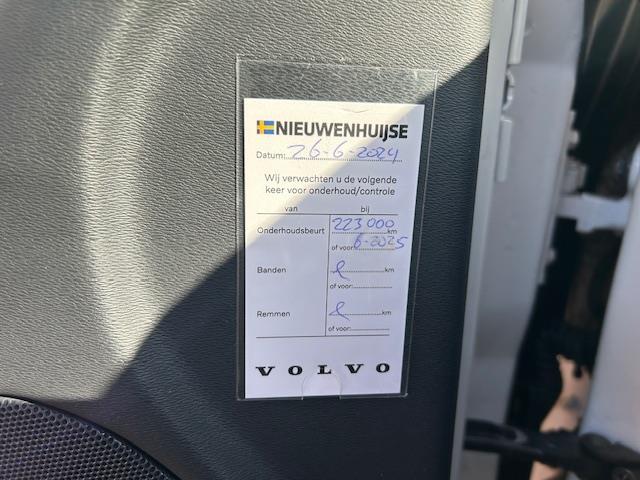 NIEUWENHUIJSE
Datum: 26-6-2024
Wij verwachten u de volgende
keer voor onderhoud/controle
van bij
Onderhoudsbeurt 223 000 km
of voor: 6-2025
Banden km
of voor:
Remmen km
of voor:
VOLVO